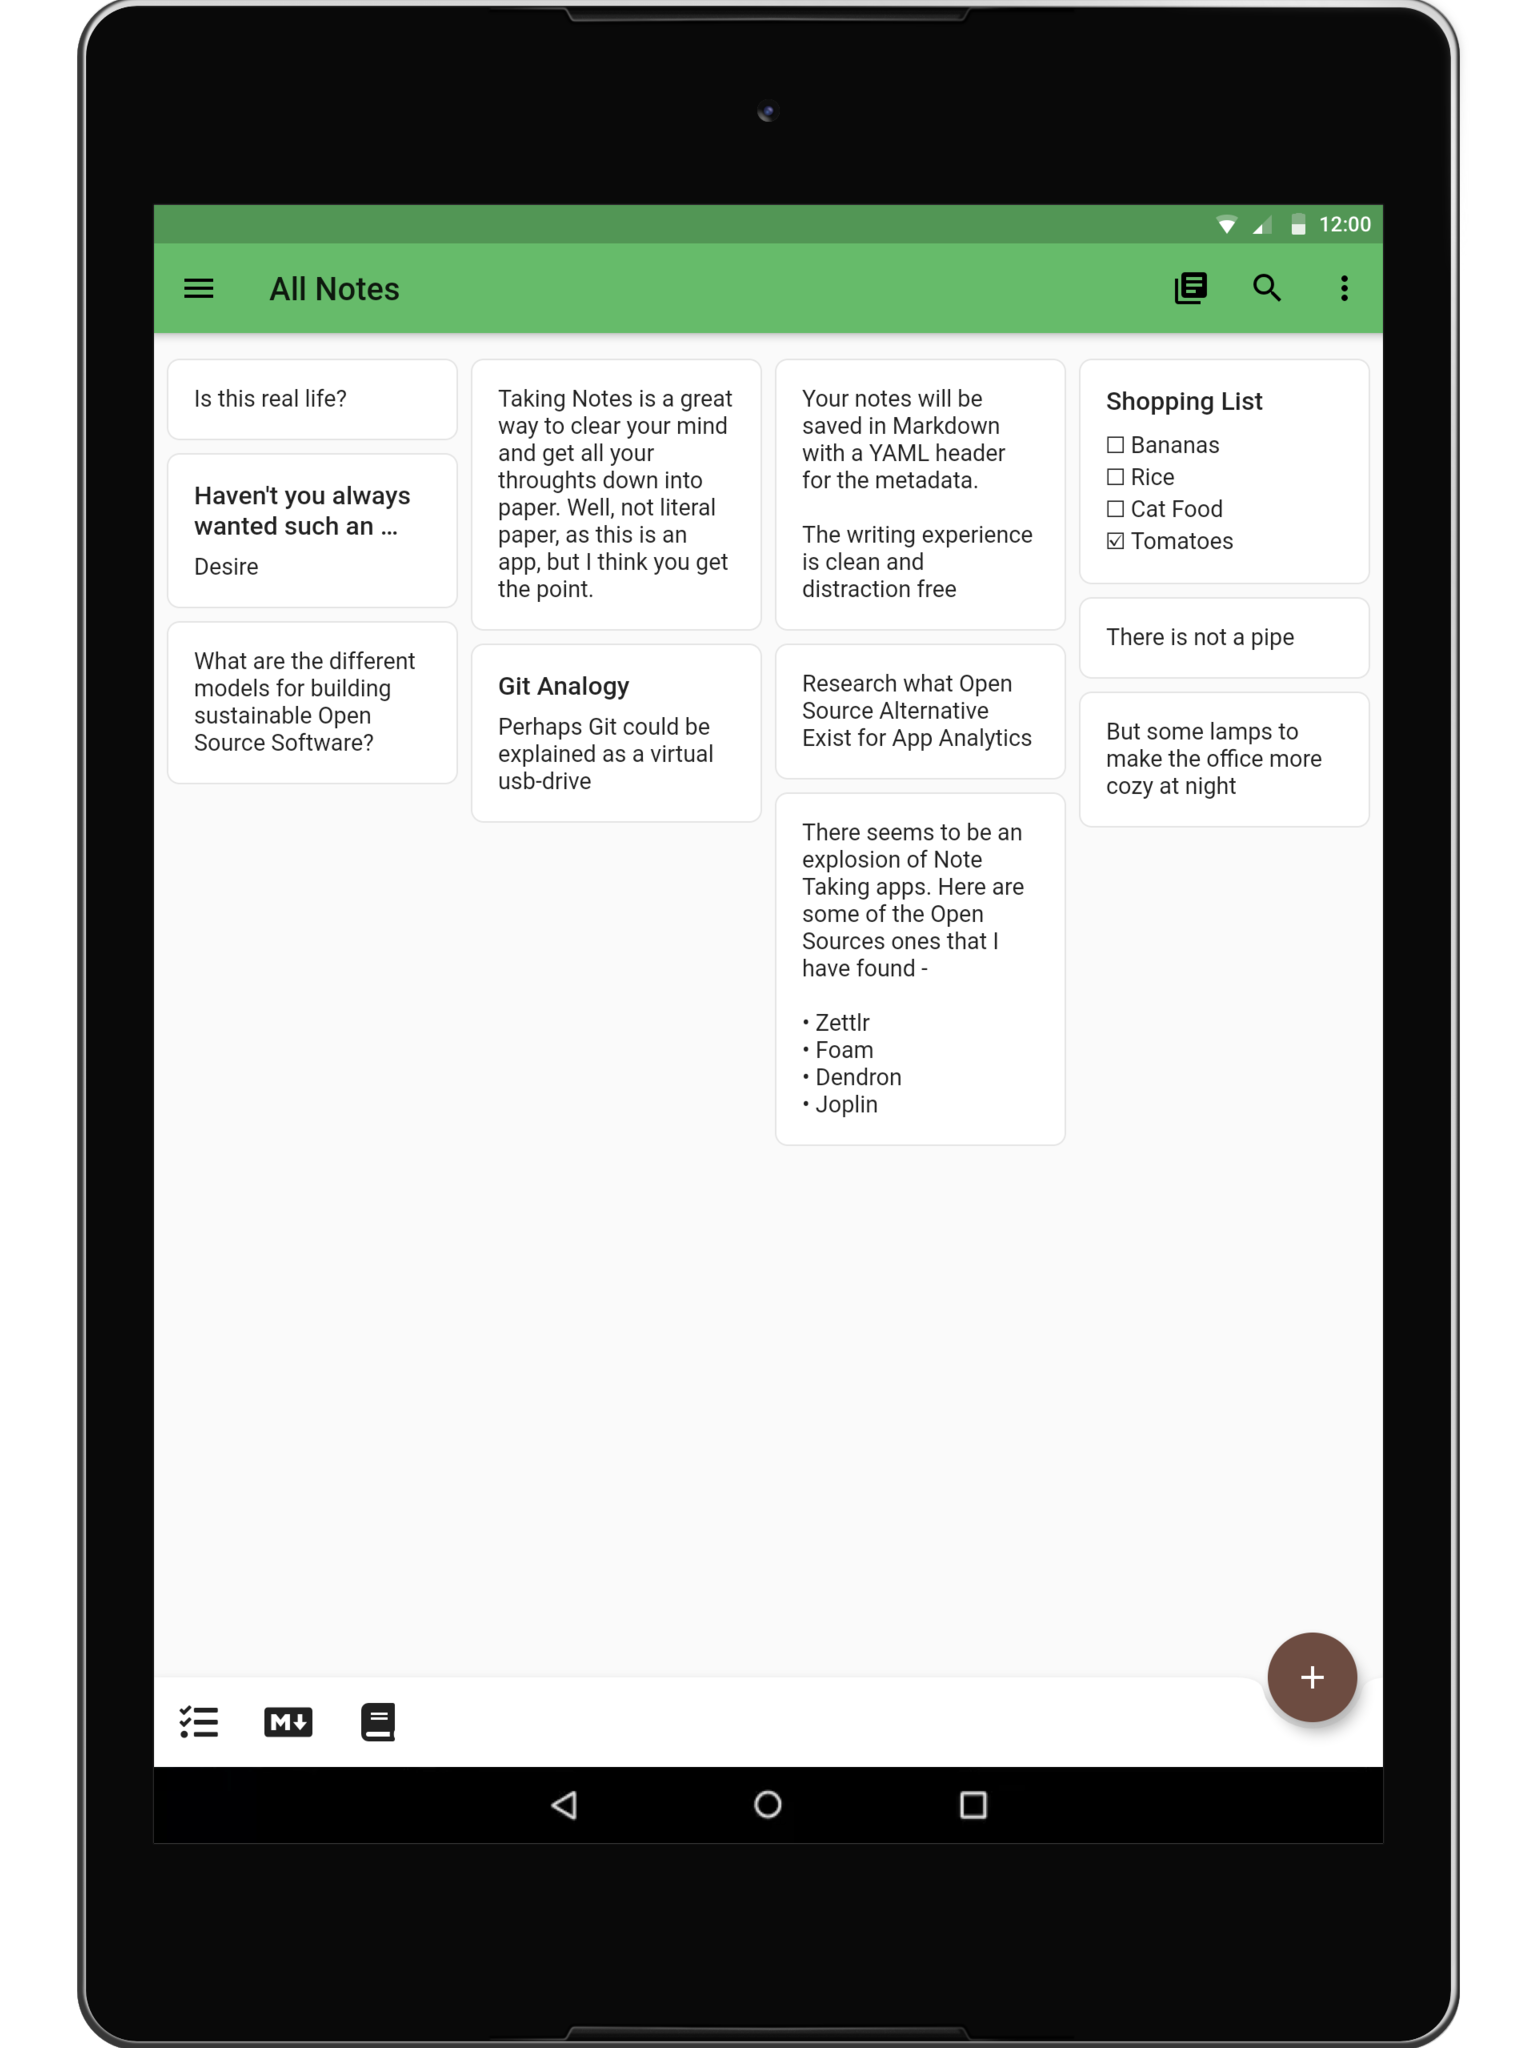 12:00
All Notes
Is this real life?
Haven't you always
wanted such an ...
Desire
What are the different
models for building
sustainable Open
Source Software?
Taking Notes is a great
way to clear your mind
and get all your
throughts down into
paper. Well, not literal
paper, as this is an
app, but I think you get
the point.
Git Analogy
Perhaps Git could be
explained as a virtual
usb-drive
Your notes will be
saved in Markdown
with a YAML header
for the metadata.
The writing experience
is clean and
distraction free
Research what Open
Source Alternative
Exist for App Analytics
There seems to be an
explosion of Note
Taking apps. Here are
some of the Open
Sources ones that I
have found -
• Zettlr
• Foam
• Dendron
• Joplin
Shopping List
☐ Bananas
☐ Rice
☐ Cat Food
☑ Tomatoes
There is not a pipe
But some lamps to
make the office more
cozy at night
M